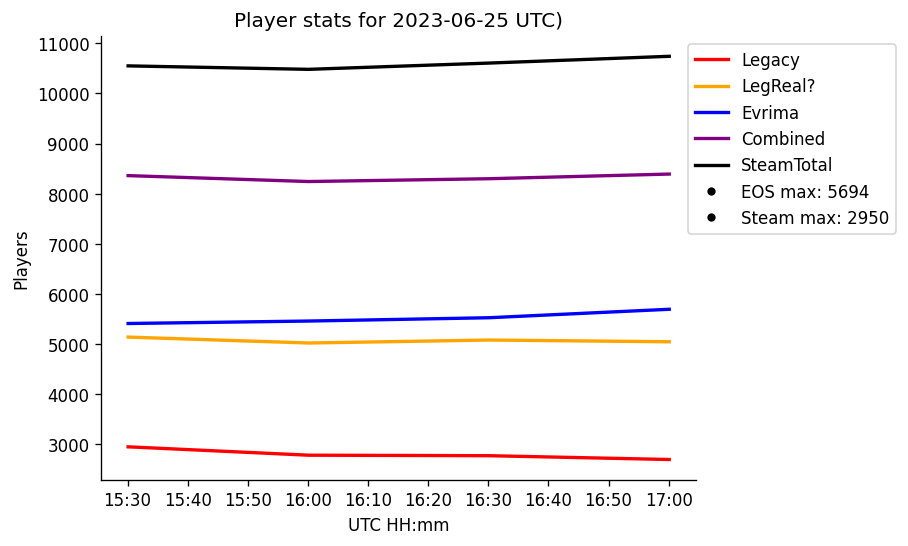 Player stats for 2023-06-25 UTC)
11000
10000
9000
8000
7000
6000
5000
4000
3000
Players
15:30 15:40 15:50 16:00 16:10 16:20 16:30 16:40 16:50 17:00
UTC HH:mm
Legacy
LegReal?
Evrima
Combined
SteamTotal
EOS max: 5694
Steam max: 2950